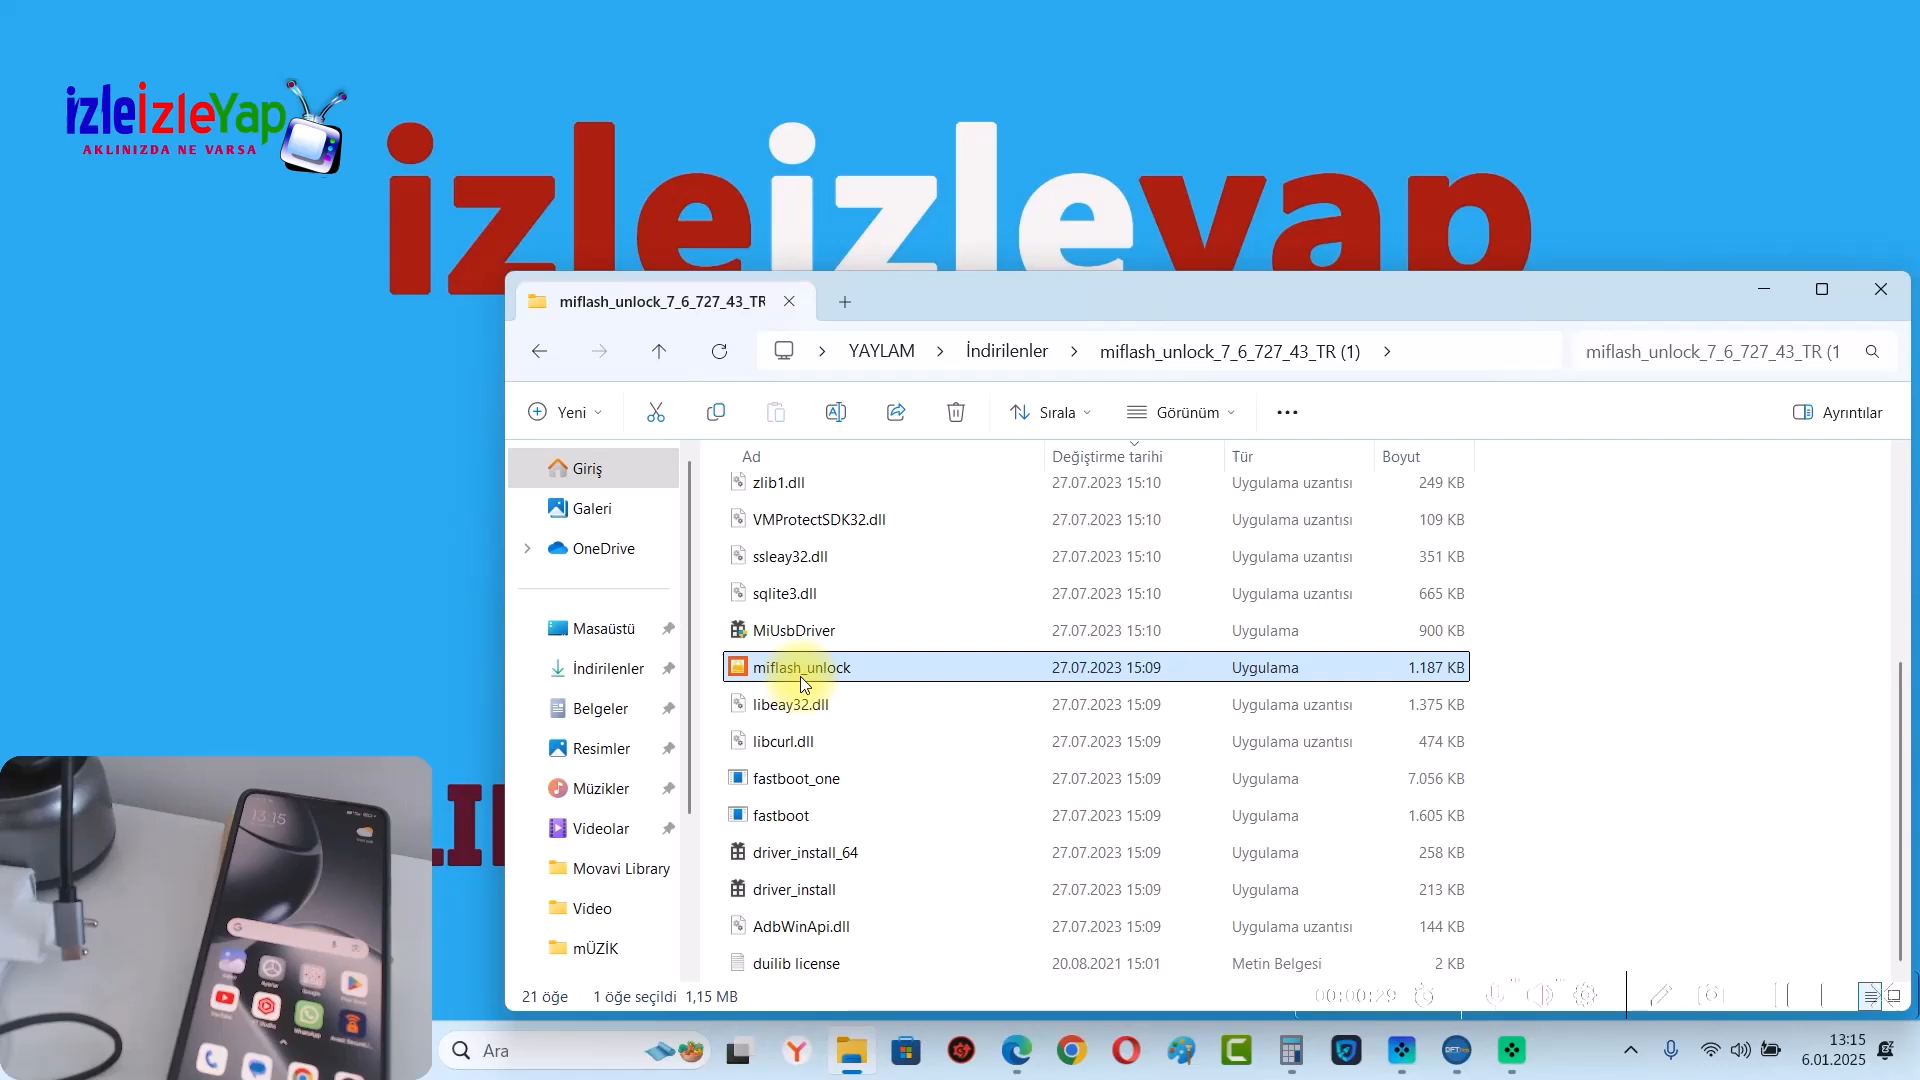 izleizleYap
AKLINIZDA NE VARSA
izleizleyap
miflash_unlock_7_6_727_43_TR
YAYLAM
İndirilenler
miflash_unlock_7_6_727_43_TR (1)
miflash_unlock_7_6_727_43_TR (1
Yeni
Sırala
Görünüm
Ayrıntılar
Giriş
Galeri
OneDrive
Masaüstü
İndirilenler
Belgeler
Resimler
Müzikler
Videolar
Movavi Library
Video
mÜZİK
Ad Değiştirme tarihi Tür Boyut
zlib1.dll 27.07.2023 15:10 Uygulama uzantısı 249 KB
VMProtectSDK32.dll 27.07.2023 15:10 Uygulama uzantısı 109 KB
ssleay32.dll 27.07.2023 15:10 Uygulama uzantısı 351 KB
sqlite3.dll 27.07.2023 15:10 Uygulama uzantısı 665 KB
MiUsbDriver 27.07.2023 15:10 Uygulama 900 KB
miflash_unlock 27.07.2023 15:09 Uygulama 1.187 KB
libeay32.dll 27.07.2023 15:09 Uygulama uzantısı 1.375 KB
libcurl.dll 27.07.2023 15:09 Uygulama uzantısı 474 KB
fastboot_one 27.07.2023 15:09 Uygulama 7.056 KB
fastboot 27.07.2023 15:09 Uygulama 1.605 KB
driver_install_64 27.07.2023 15:09 Uygulama 258 KB
driver_install 27.07.2023 15:09 Uygulama 213 KB
AdbWinApi.dll 27.07.2023 15:09 Uygulama uzantısı 144 KB
duilib license 20.08.2021 15:01 Metin Belgesi 2 KB
21 öğe 1 öğe seçildi 1,15 MB
00:00:29
13:15
Ara
13:15
6.01.2025